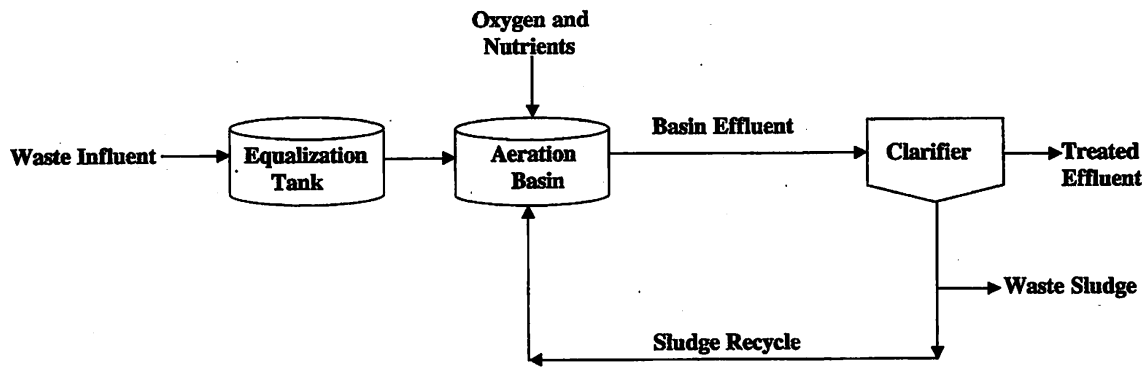 Oxygen and
Nutrients
Waste Influent
Equalization
Tank
Aeration
Basin
Basin Effluent
Clarifier
Treated
Effluent
Waste Sludge
Sludge Recycle